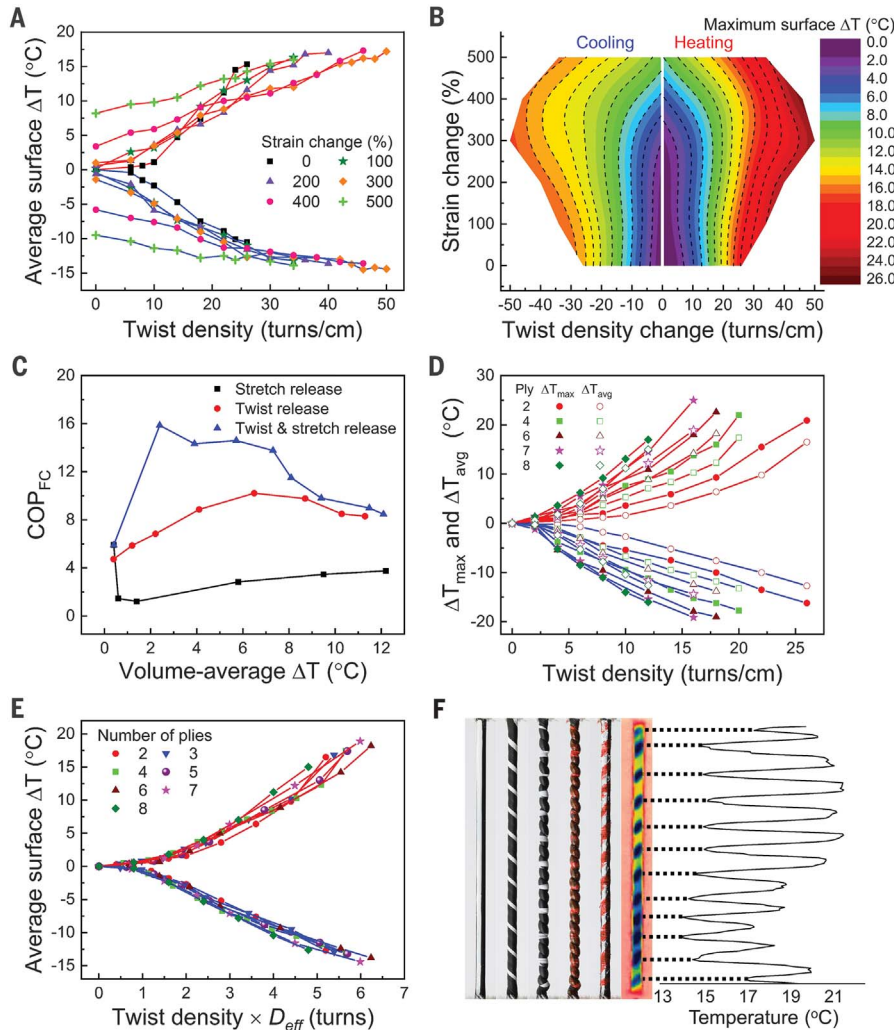 A
Average surface ΔT (°C)
20
15
10
5
0
-5
-10
-15
Strain change (%)
0 100
200 300
400 500
0 10 20 30 40 50
Twist density (turns/cm)
B
Maximum surface ΔT (°C)
Cooling Heating
Strain change (%)
500
400
300
200
100
0
-50 -40 -30 -20 -10 0 10 20 30 40 50
Twist density change (turns/cm)
0.0
2.0
4.0
6.0
8.0
10.0
12.0
14.0
16.0
18.0
20.0
22.0
24.0
26.0
C
COP_FC
20
16
12
8
4
0
Stretch release
Twist release
Twist & stretch release
0 2 4 6 8 10 12
Volume-average ΔT (°C)
D
ΔT_max and ΔT_avg (°C)
30
20
10
0
-10
-20
Ply ΔT_max ΔT_avg
2
4
6
7
8
0 5 10 15 20 25
Twist density (turns/cm)
E
Average surface ΔT (°C)
20
15
10
5
0
-5
-10
-15
Number of plies
2 3
4 5
6 7
8
0 1 2 3 4 5 6 7
Twist density × D_eff (turns)
F
13 15 17 19 21
Temperature (°C)